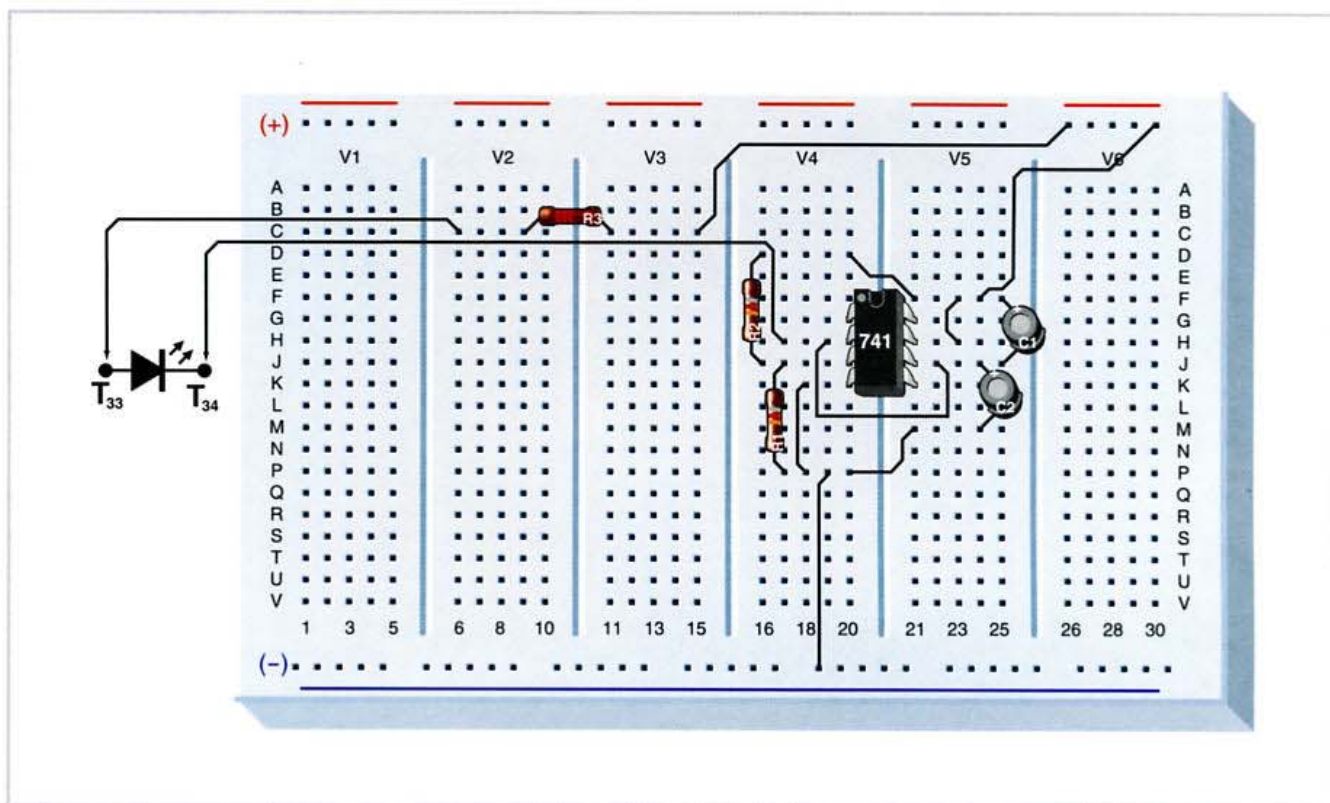 (+)
V1 V2 V3 V4 V5 V6
A A
B R3 B
C C
D D
E E
F F
G R2 G
H 741 C1 H
J J
K K
T33 T34 L C2 L
M R1 M
N N
P P
Q Q
R R
S S
T T
U U
V V
1 3 5 6 8 10 11 13 15 16 18 20 21 23 25 26 28 30
(-)